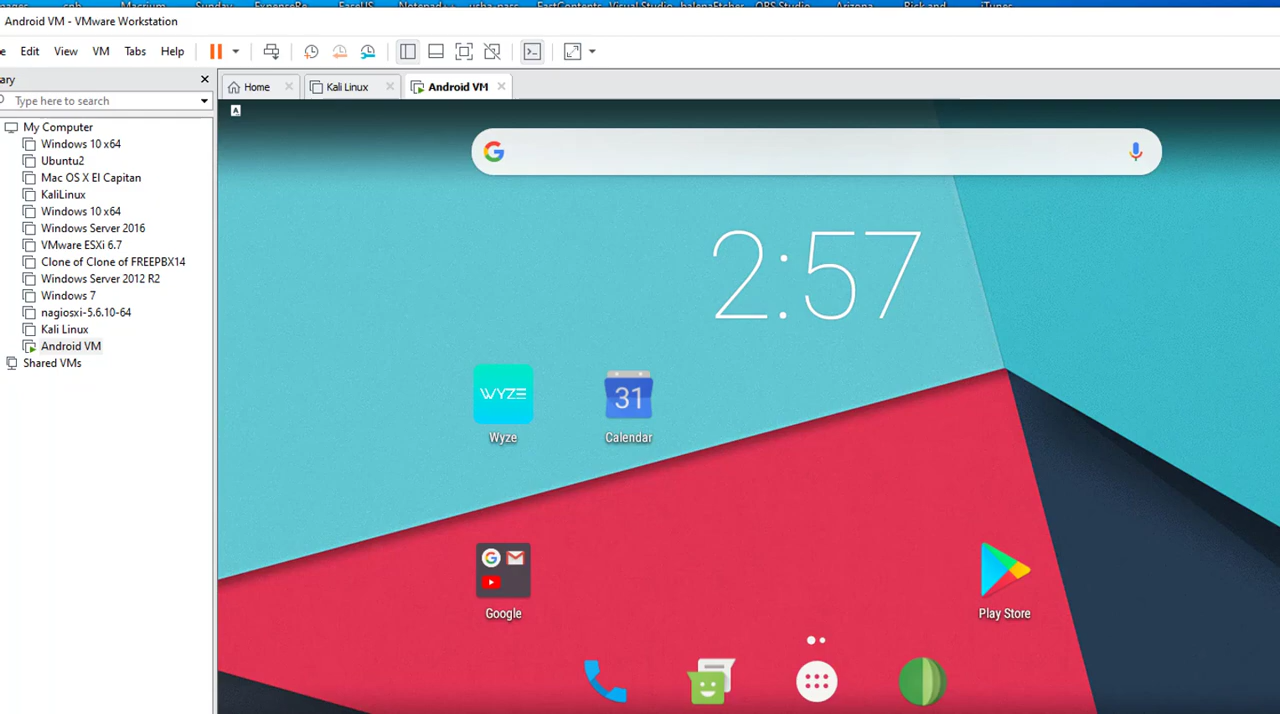 Android VM - VMware Workstation
Edit View VM Tabs Help
Type here to search
Home
Kali Linux
Android VM
My Computer
Windows 10 x64
Ubuntu2
Mac OS X El Capitan
KaliLinux
Windows 10 x64
Windows Server 2016
VMware ESXi 6.7
Clone of Clone of FREEPBX14
Windows Server 2012 R2
Windows 7
nagiosxi-5.6.10-64
Kali Linux
Android VM
Shared VMs
A
2:57
WYZE
31
Wyze
Calendar
Google
Play Store